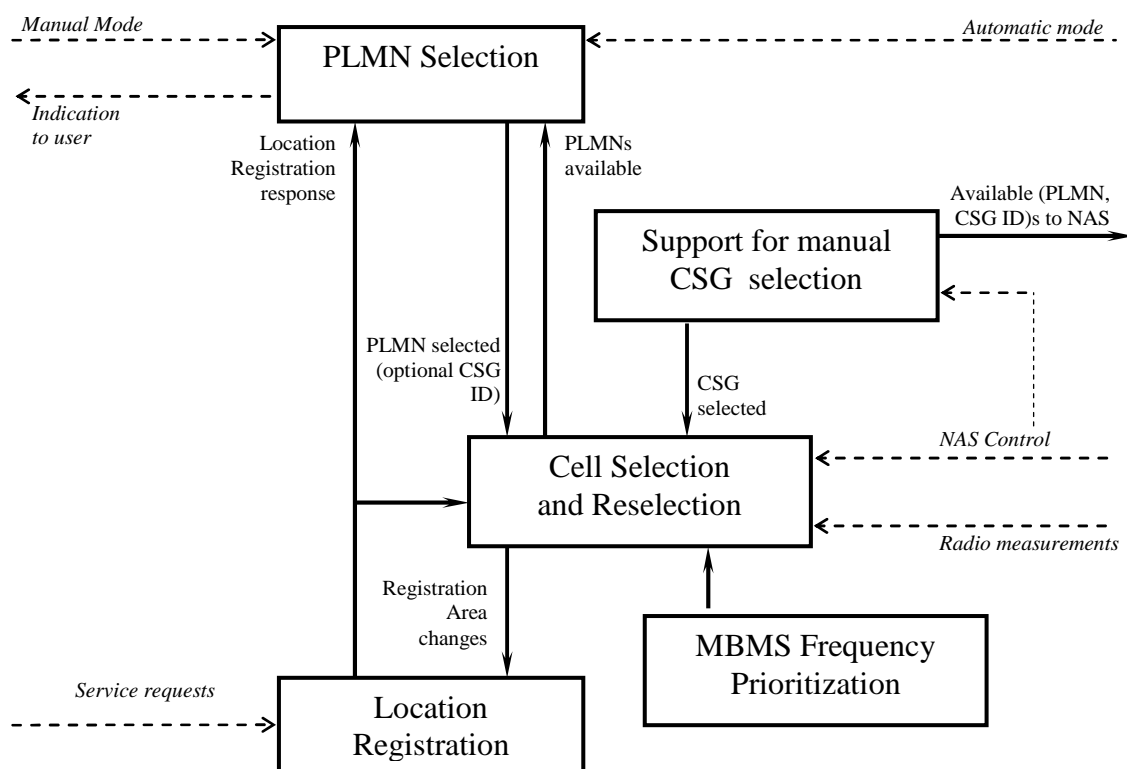 Manual Mode
Automatic mode
PLMN Selection
Indication
to user
Location
Registration
response
PLMNs
available
Available (PLMN,
CSG ID)s to NAS
Support for manual
CSG selection
PLMN selected
(optional CSG
ID)
CSG
selected
NAS Control
Cell Selection
and Reselection
Radio measurements
Registration
Area
changes
MBMS Frequency
Prioritization
Service requests
Location
Registration